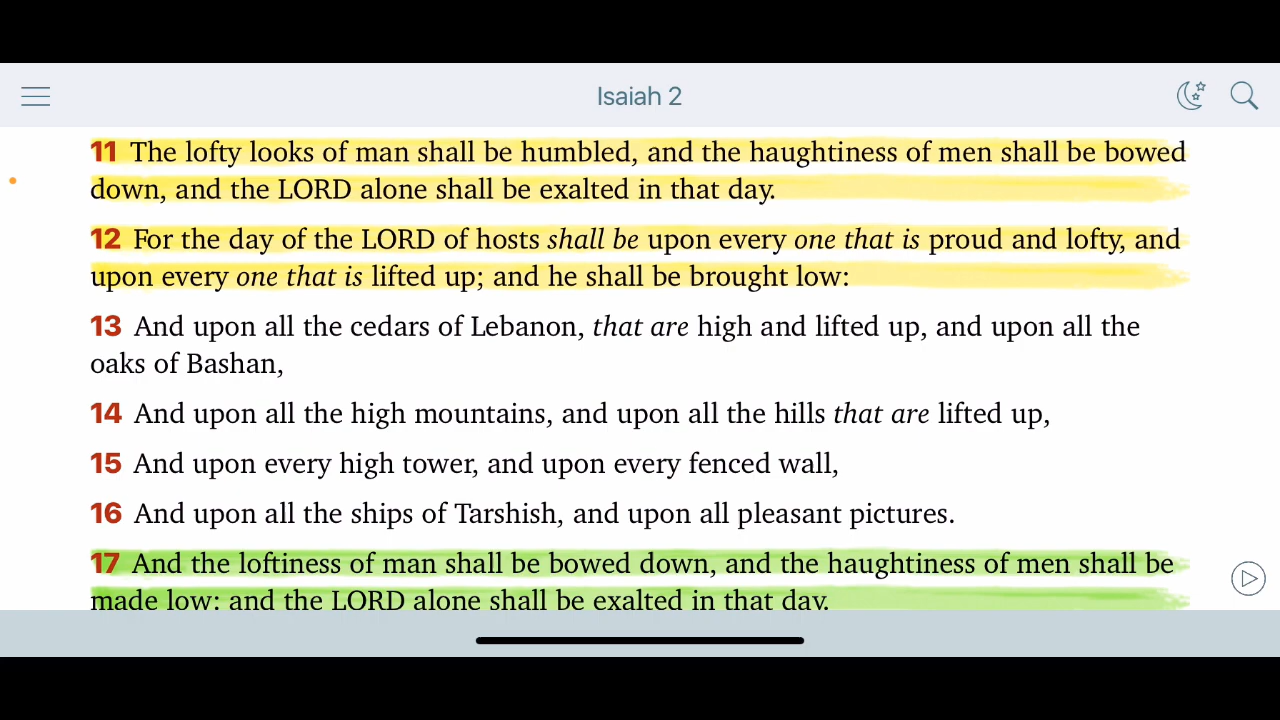 Isaiah 2
11 The lofty looks of man shall be humbled, and the haughtiness of men shall be bowed
down, and the LORD alone shall be exalted in that day.
12 For the day of the LORD of hosts shall be upon every one that is proud and lofty, and
upon every one that is lifted up; and he shall be brought low:
13 And upon all the cedars of Lebanon, that are high and lifted up, and upon all the
oaks of Bashan,
14 And upon all the high mountains, and upon all the hills that are lifted up,
15 And upon every high tower, and upon every fenced wall,
16 And upon all the ships of Tarshish, and upon all pleasant pictures.
17 And the loftiness of man shall be bowed down, and the haughtiness of men shall be
made low: and the LORD alone shall be exalted in that day.